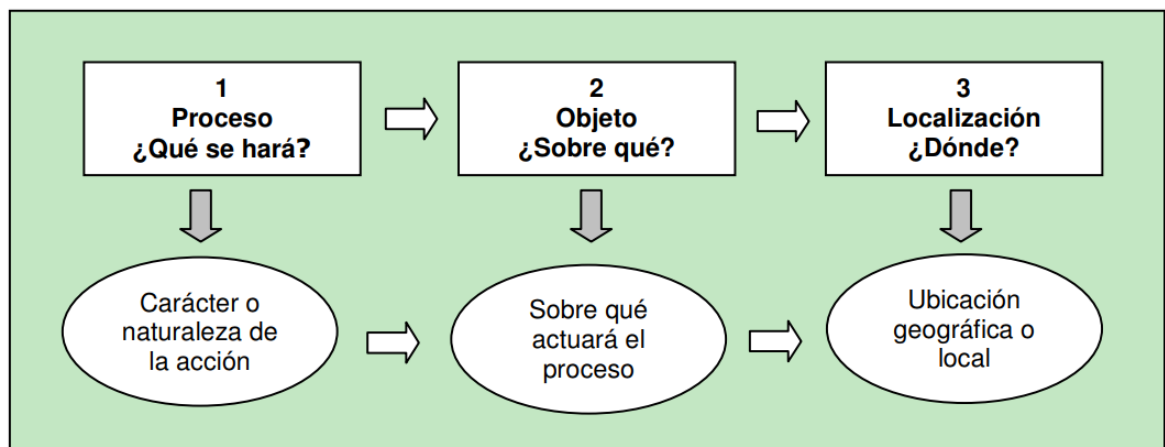 1
Proceso
¿Qué se hará?
2
Objeto
¿Sobre qué?
3
Localización
¿Dónde?
Carácter o
naturaleza de
la acción
Sobre qué
actuará el
proceso
Ubicación
geográfica o
local